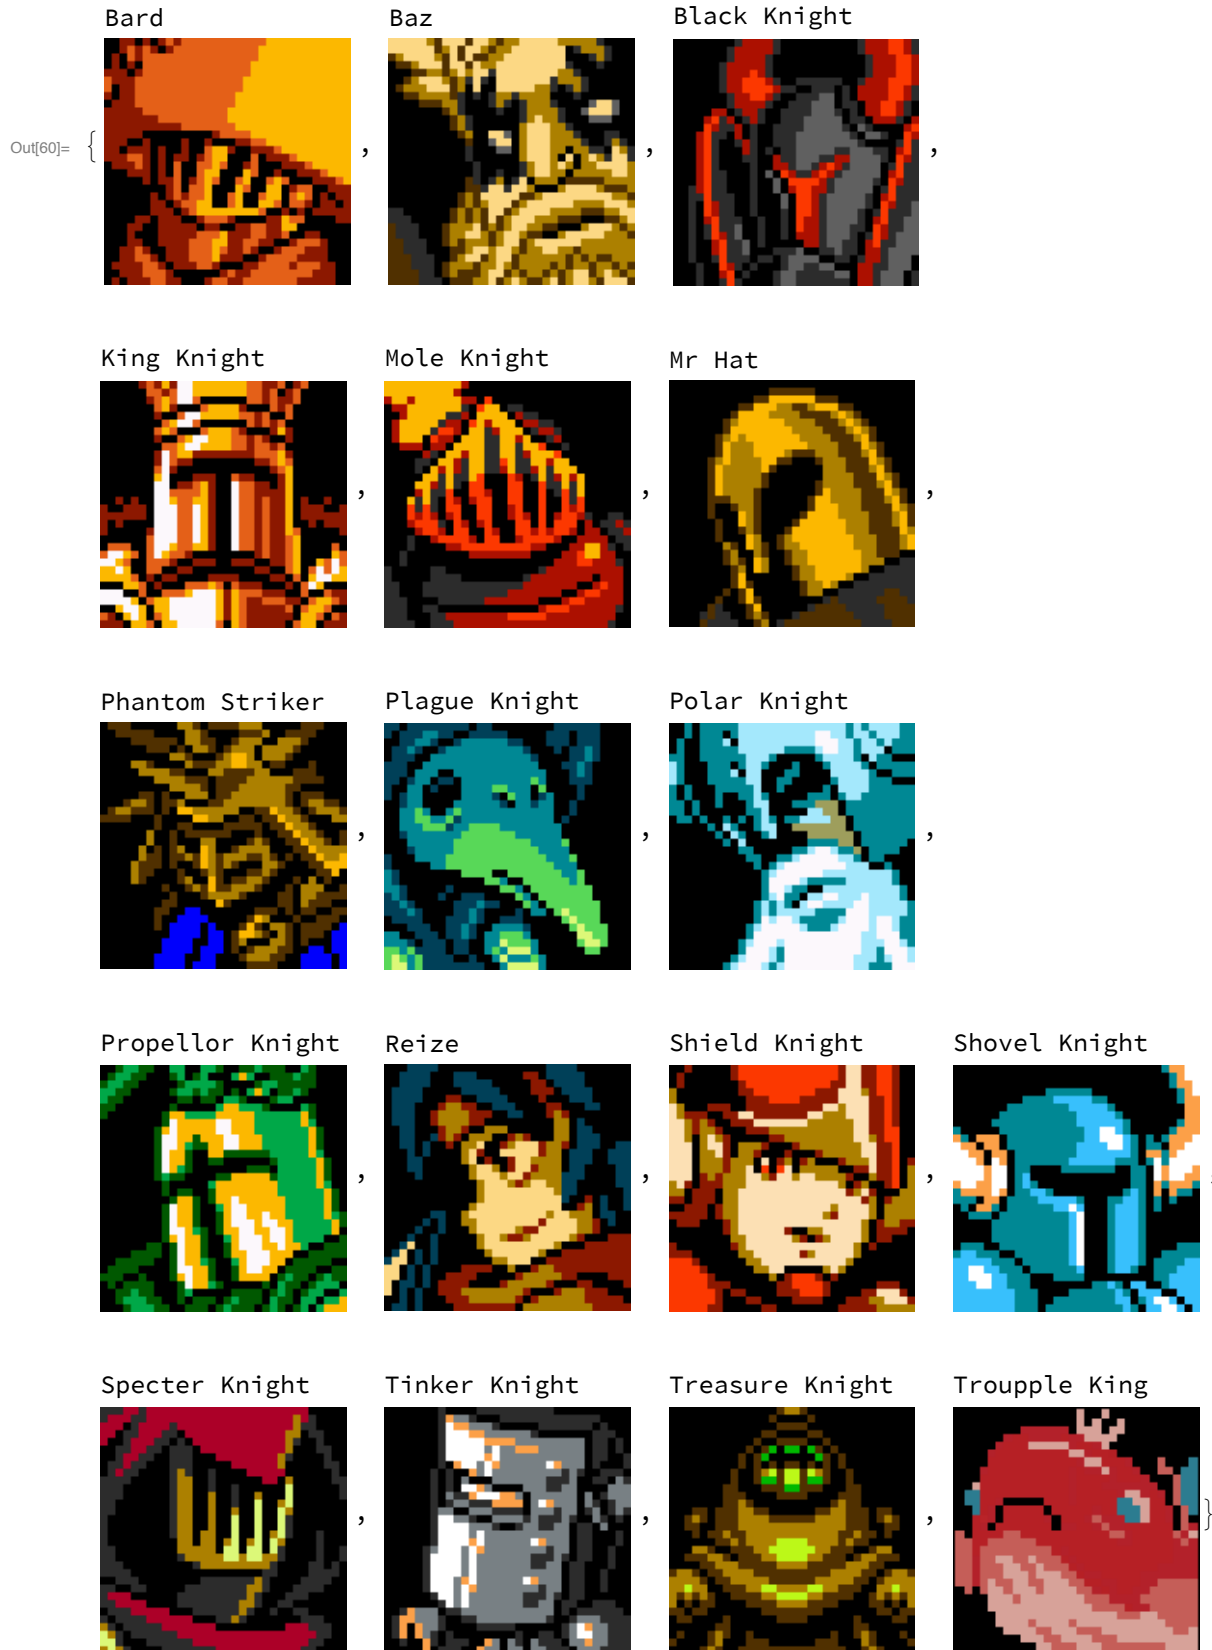 Bard Baz Black Knight
Out[60]= { , , ,
King Knight Mole Knight Mr Hat
, , ,
Phantom Striker Plague Knight Polar Knight
, , ,
Propellor Knight Reize Shield Knight Shovel Knight
, , , ,
Specter Knight Tinker Knight Treasure Knight Troupple King
, , , }